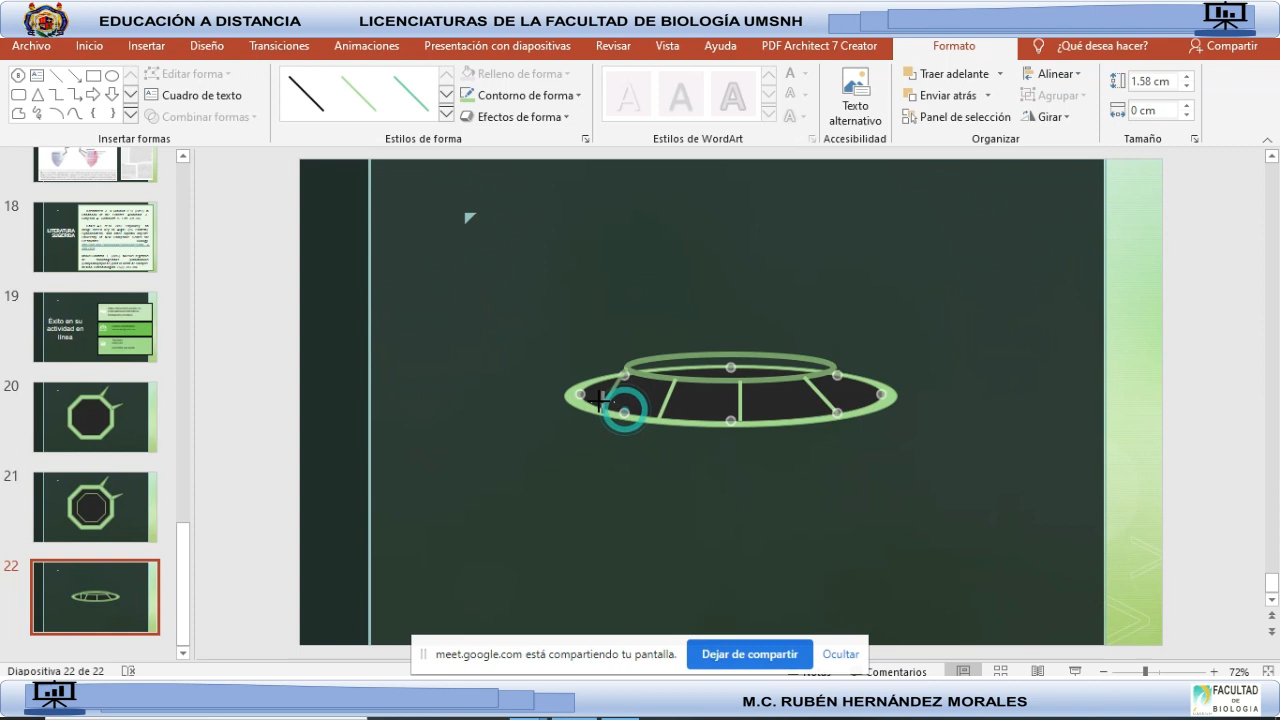 EDUCACIÓN A DISTANCIA
LICENCIATURAS DE LA FACULTAD DE BIOLOGÍA UMSNH
Archivo Inicio Insertar Diseño Transiciones Animaciones Presentación con diapositivas Revisar Vista Ayuda PDF Architect 7 Creator Formato ¿Qué desea hacer? Compartir
Editar forma
Cuadro de texto
Combinar formas
Insertar formas
Relleno de forma
Contorno de forma
Efectos de forma
Estilos de forma
A A A
A
A
A
Estilos de WordArt
Texto alternativo
Accesibilidad
Traer adelante
Enviar atrás
Panel de selección
Alinear
Agrupar
Girar
Organizar
1.58 cm
0 cm
Tamaño
18
LITERATURA SUGERIDA
19
Éxito en su actividad en línea
20
21
22
meet.google.com está compartiendo tu pantalla.
Dejar de compartir
Ocultar
Diapositiva 22 de 22
Notas
Comentarios
72%
M.C. RUBÉN HERNÁNDEZ MORALES
FACULTAD DE BIOLOGIA